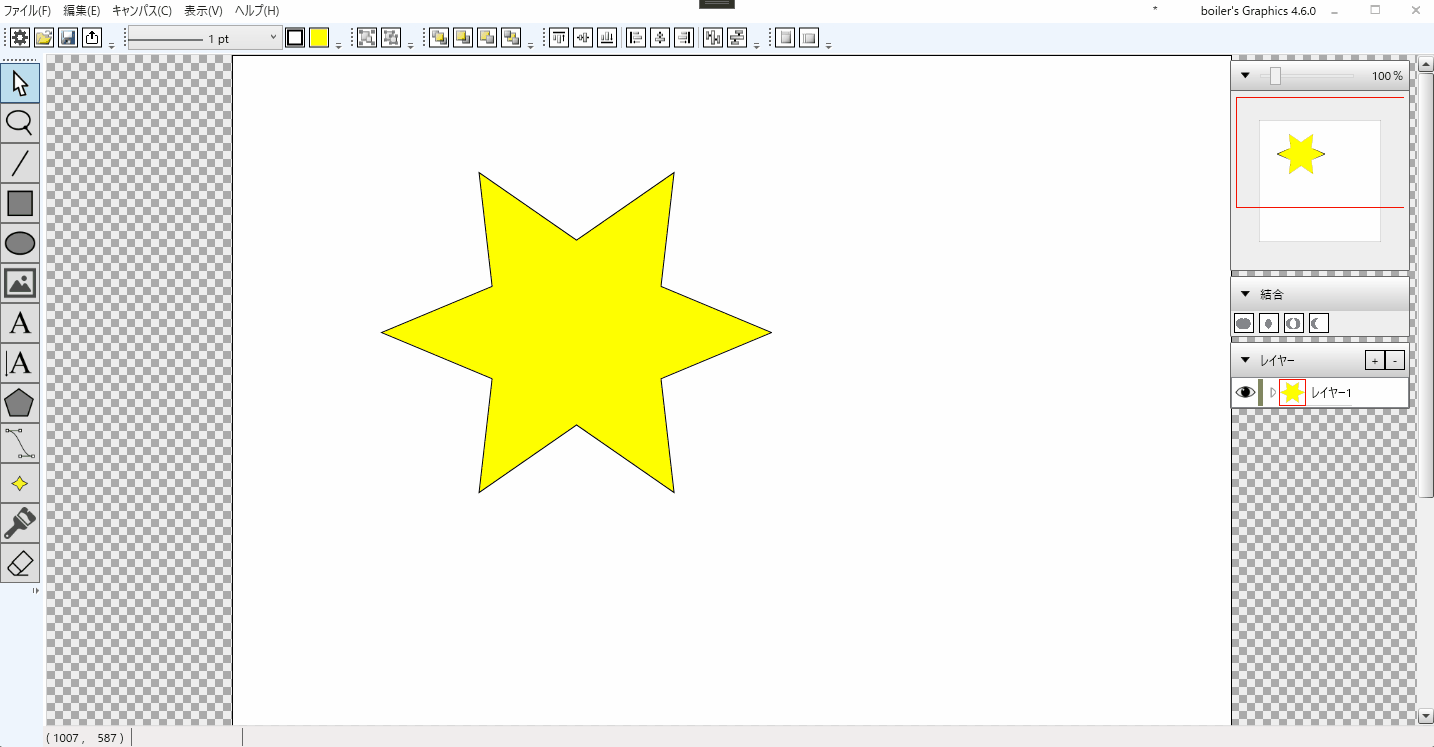 ファイル(F) 編集(E) キャンバス(C) 表示(V) ヘルプ(H) * boiler's Graphics 4.6.0
1 pt
100 %
結合
レイヤー + -
レイヤー1
A
A
( 1007 , 587 )